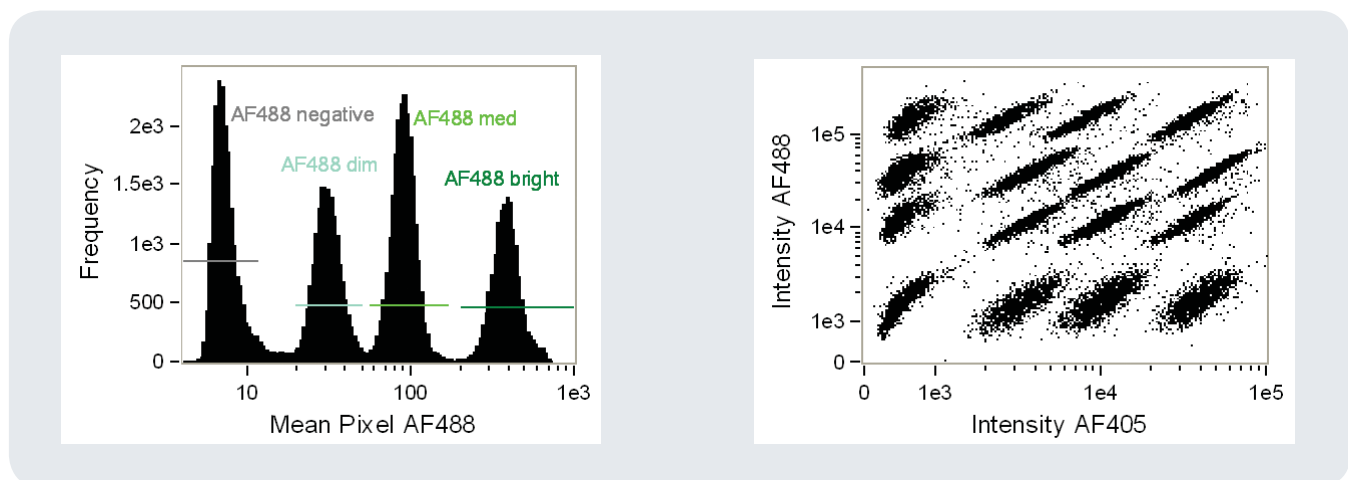 AF488 negative
AF488 med
AF488 dim
AF488 bright
Frequency
2e3
1.5e3
1e3
500
0
10
100
1e3
Mean Pixel AF488
Intensity AF488
1e5
1e4
1e3
0
0
1e3
1e4
1e5
Intensity AF405